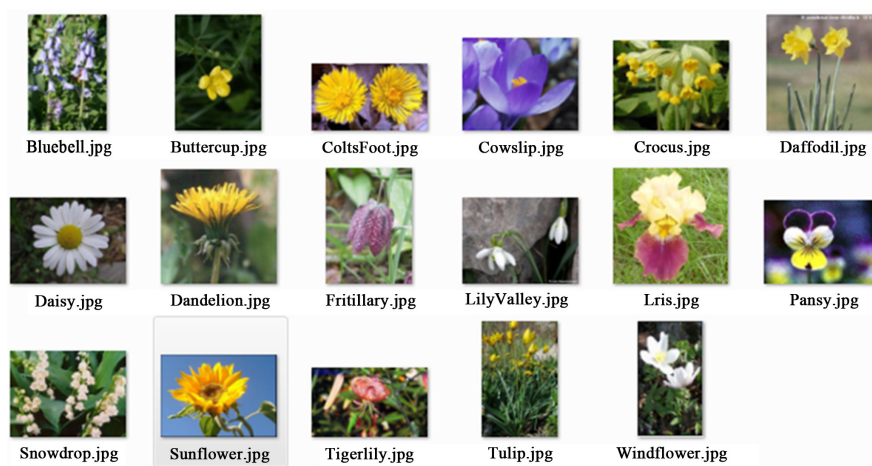 Bluebell.jpg
Buttercup.jpg
ColtsFoot.jpg
Cowslip.jpg
Crocus.jpg
Daffodil.jpg
Daisy.jpg
Dandelion.jpg
Fritillary.jpg
LilyValley.jpg
Lris.jpg
Pansy.jpg
Snowdrop.jpg
Sunflower.jpg
Tigerlily.jpg
Tulip.jpg
Windflower.jpg